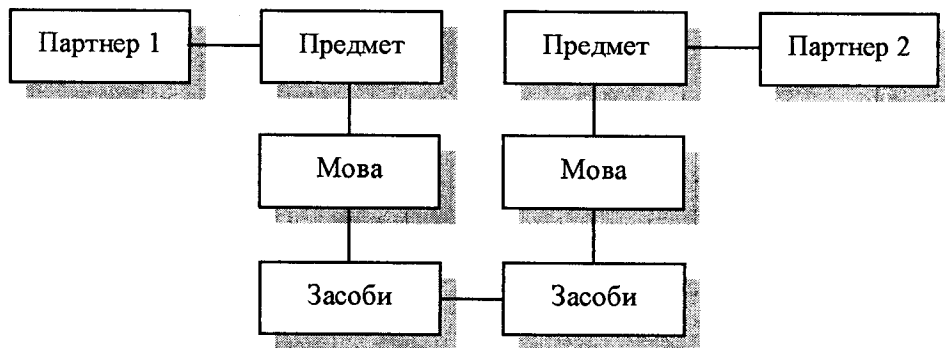 Партнер 1
Предмет
Предмет
Партнер 2
Мова
Мова
Засоби
Засоби